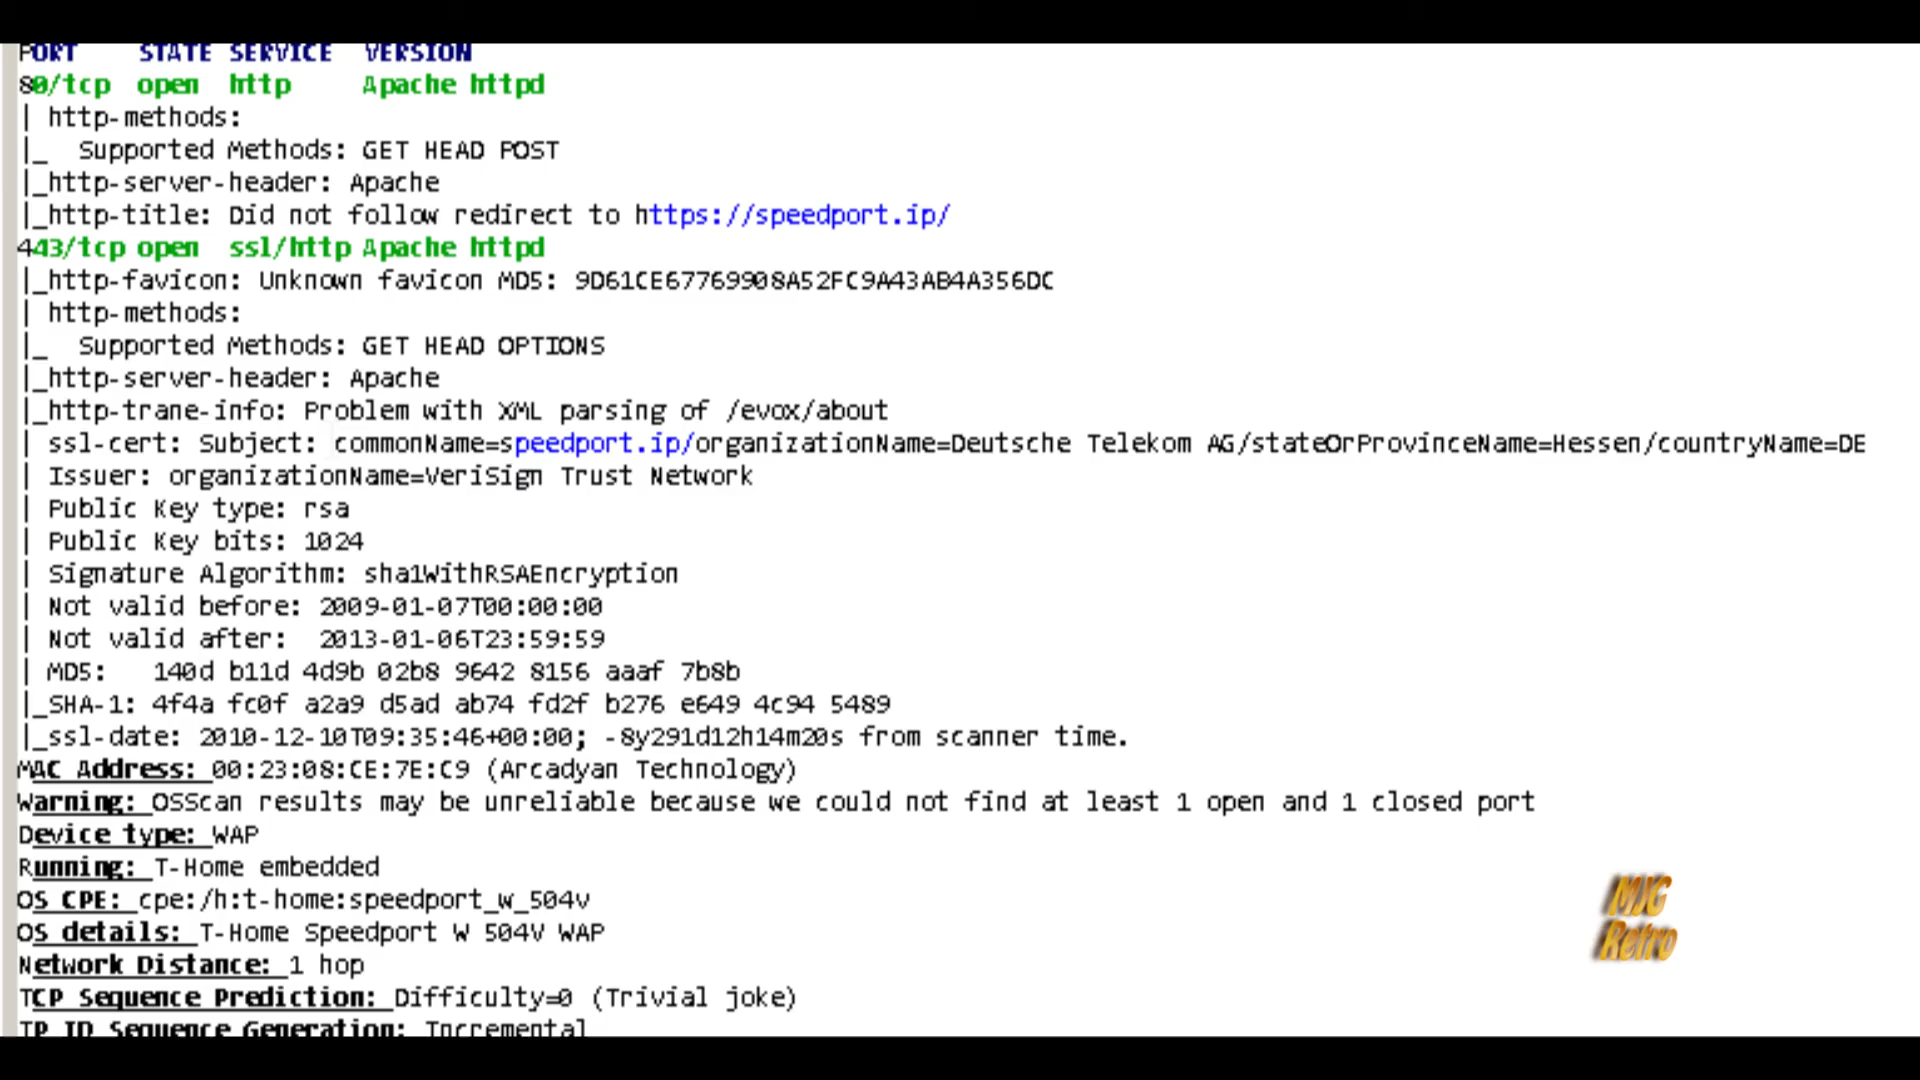 PORT STATE SERVICE VERSION
80/tcp open http Apache httpd
| http-methods:
|_ Supported Methods: GET HEAD POST
|_http-server-header: Apache
|_http-title: Did not follow redirect to https://speedport.ip/
443/tcp open ssl/http Apache httpd
|_http-favicon: Unknown favicon MD5: 9D61CE67769908A52FC9A43AB4A356DC
| http-methods:
|_ Supported Methods: GET HEAD OPTIONS
|_http-server-header: Apache
|_http-trane-info: Problem with XML parsing of /evox/about
| ssl-cert: Subject: commonName=speedport.ip/organizationName=Deutsche Telekom AG/stateOrProvinceName=Hessen/countryName=DE
| Issuer: organizationName=VeriSign Trust Network
| Public Key type: rsa
| Public Key bits: 1024
| Signature Algorithm: sha1WithRSAEncryption
| Not valid before: 2009-01-07T00:00:00
| Not valid after: 2013-01-06T23:59:59
| MD5: 140d b11d 4d9b 02b8 9642 8156 aaaf 7b8b
|_SHA-1: 4f4a fc0f a2a9 d5ad ab74 fd2f b276 e649 4c94 5489
|_ssl-date: 2010-12-10T09:35:46+00:00; -8y291d12h14m20s from scanner time.
MAC Address: 00:23:08:CE:7E:C9 (Arcadyan Technology)
Warning: OSScan results may be unreliable because we could not find at least 1 open and 1 closed port
Device type: WAP
Running: T-Home embedded
OS CPE: cpe:/h:t-home:speedport_w_504v
OS details: T-Home Speedport W 504V WAP
Network Distance: 1 hop
TCP Sequence Prediction: Difficulty=0 (Trivial joke)
IP ID Sequence Generation: Incremental
MJG
Retro